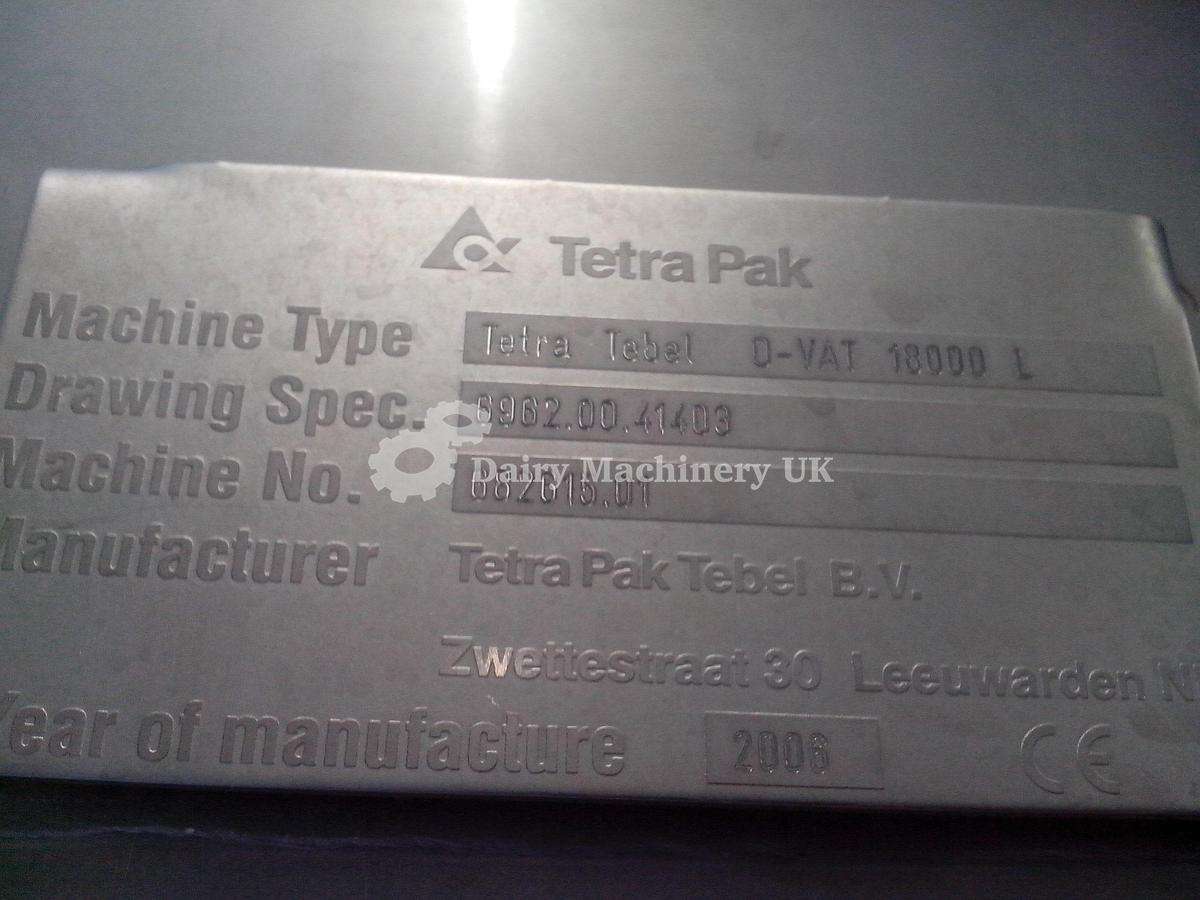 Tetra Pak
Machine Type Tetra Tebel O-VAT 18000 L
Drawing Spec. 6962.00.41403
Machine No.
Dairy Machinery UK
Manufacturer Tetra Pak Tebel B.V.
Zwettestraat 30 Leeuwarden
Year of manufacture 2006
CE